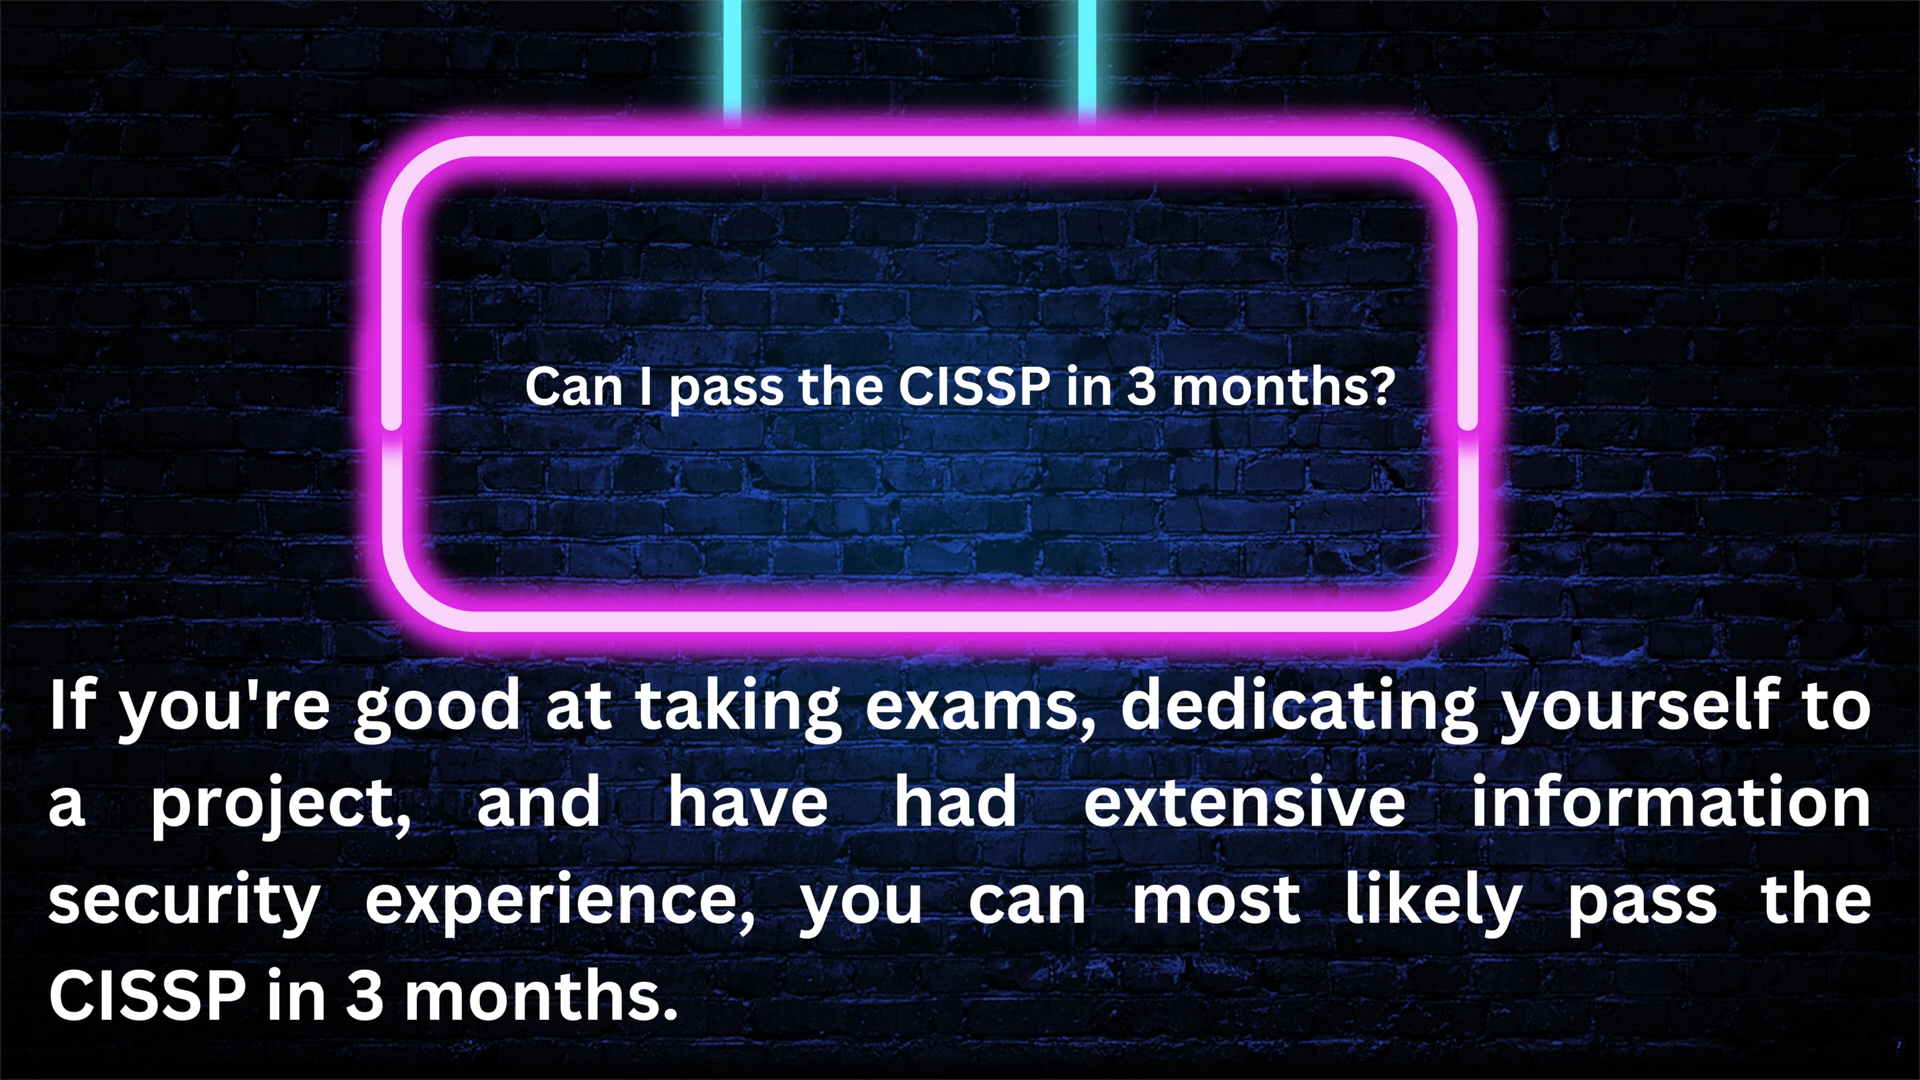 Can I pass the CISSP in 3 months?
If you're good at taking exams, dedicating yourself to
a project, and have had extensive information
security experience, you can most likely pass the
CISSP in 3 months.